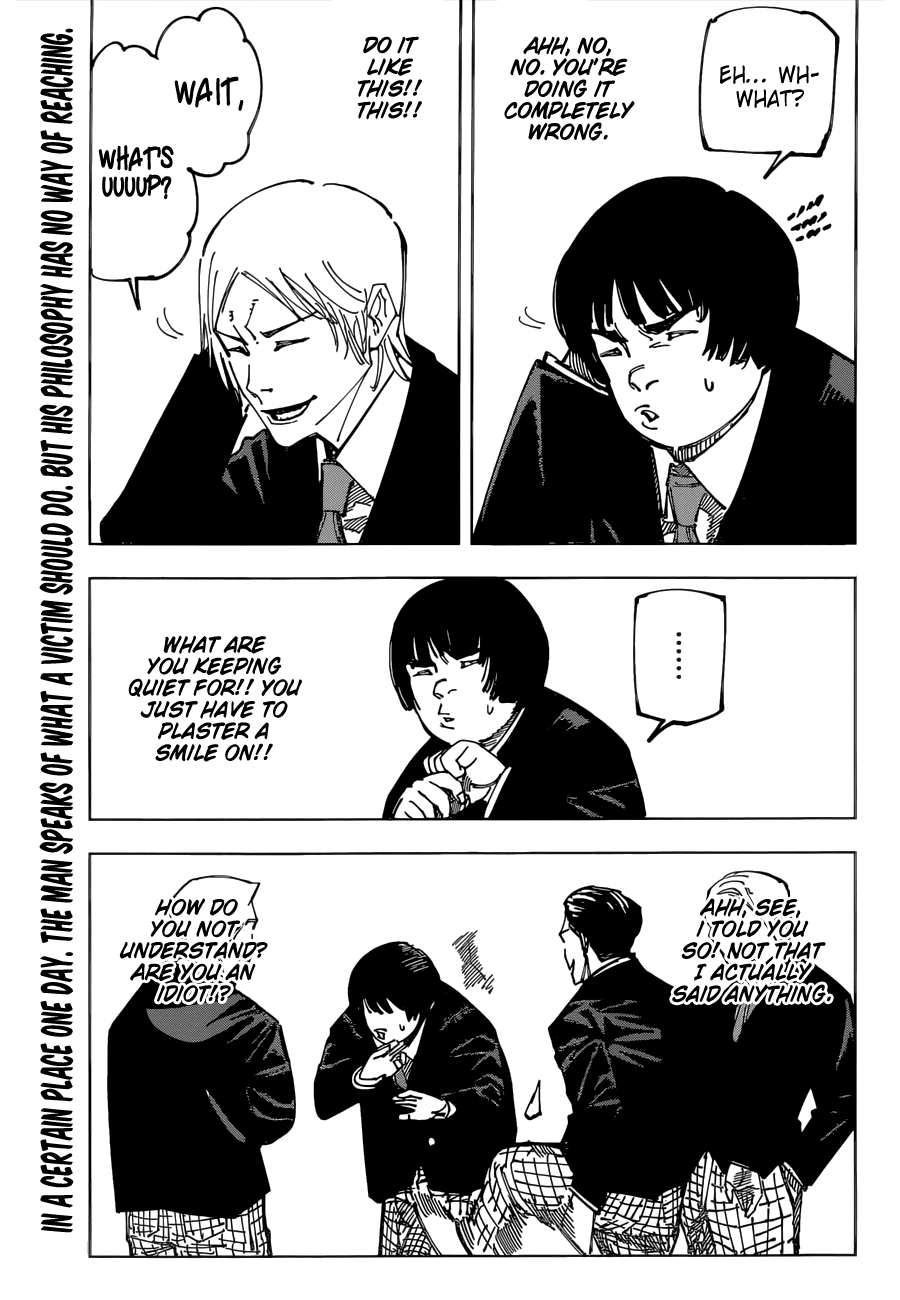 IN A CERTAIN PLACE ONE DAY. THE MAN SPEAKS OF WHAT A VICTIM SHOULD DO. BUT HIS PHILOSOPHY HAS NO WAY OF REACHING.
EH... WH-
WHAT?
AHH, NO,
NO. YOU'RE
DOING IT
COMPLETELY
WRONG.
DO IT
LIKE
THIS!!
THIS!!
WAIT,
WHAT'S
UUUUP?
......
WHAT ARE
YOU KEEPING
QUIET FOR!! YOU
JUST HAVE TO
PLASTER A
SMILE ON!!
AHH, SEE,
I TOLD YOU
SO! NOT THAT
I ACTUALLY
SAID ANYTHING.
HOW DO
YOU NOT
UNDERSTAND?
ARE YOU AN
IDIOT!?